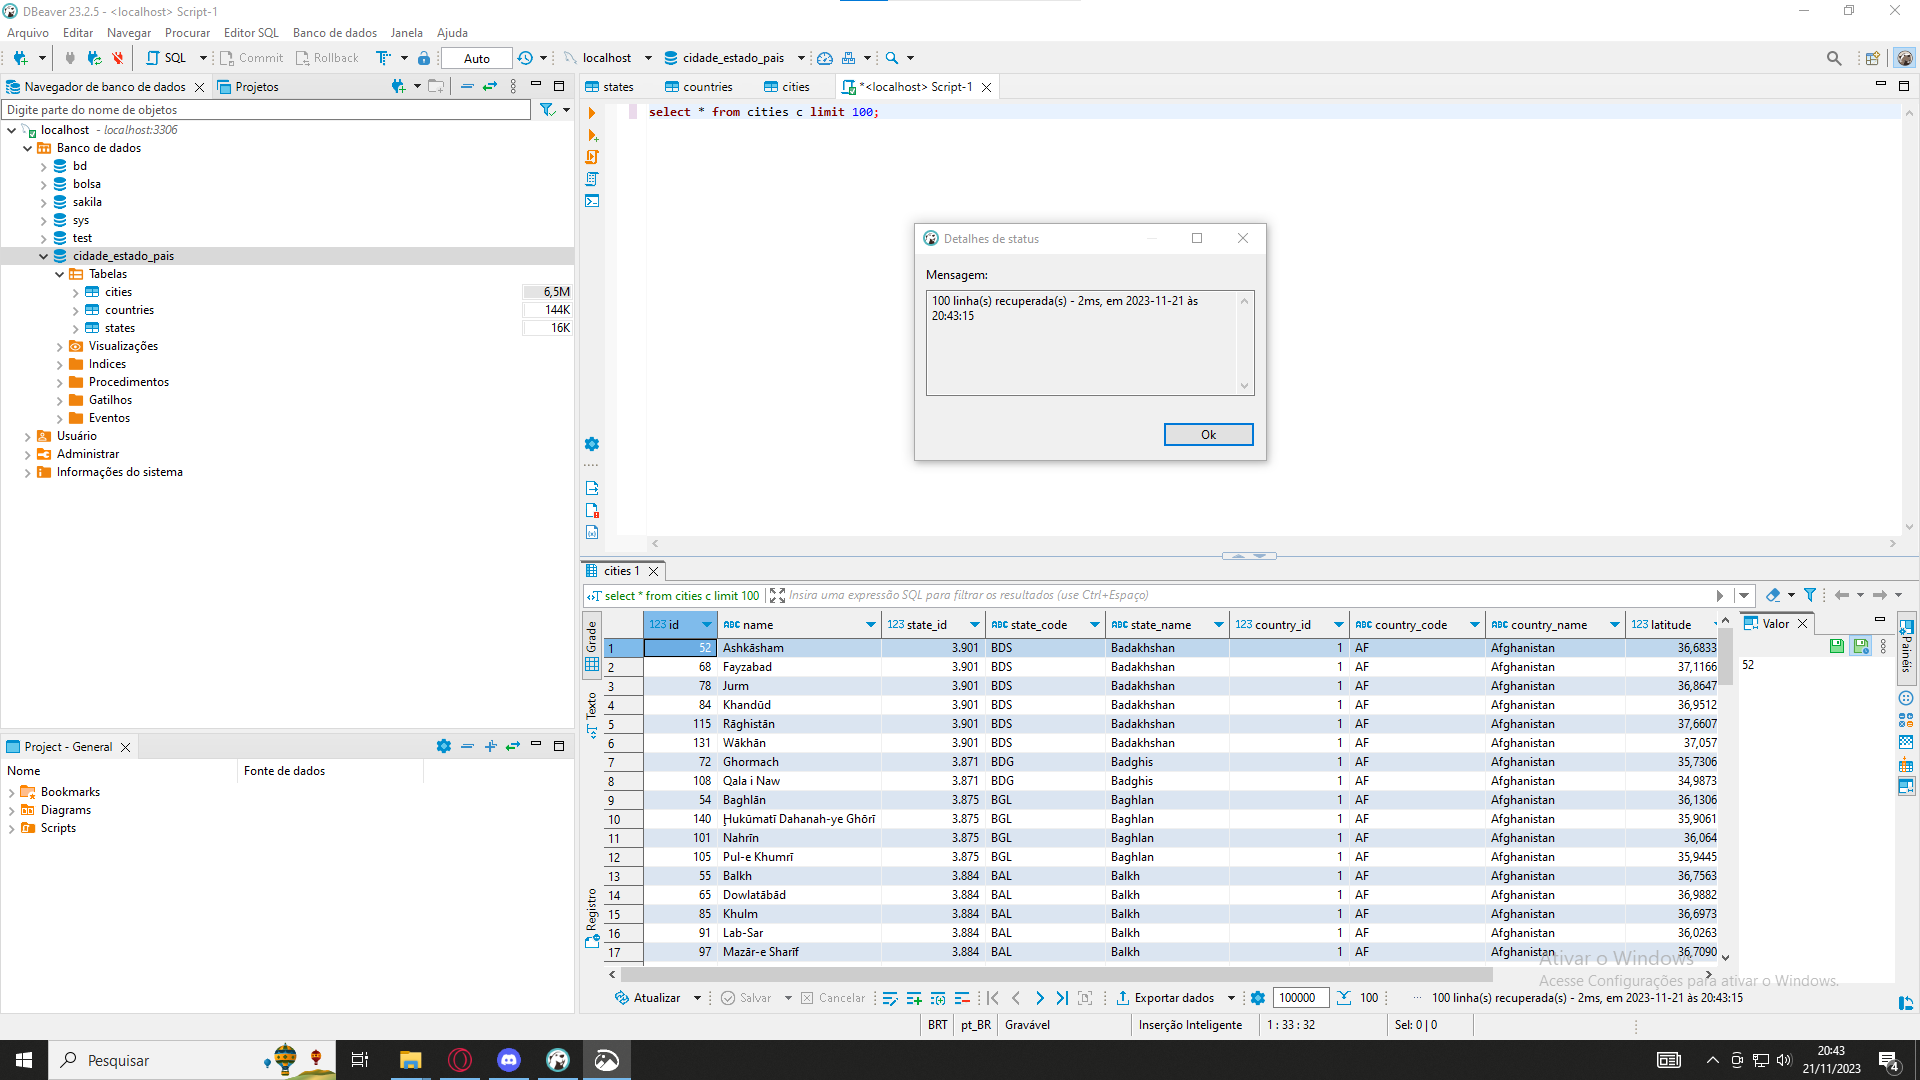 DBeaver 23.2.5 - <localhost> Script-1
Arquivo Editar Navegar Procurar Editor SQL Banco de dados Janela Ajuda
SQL Commit Rollback Auto localhost cidade_estado_pais
Navegador de banco de dados Projetos
states countries cities *<localhost> Script-1
Digite parte do nome de objetos
select * from cities c limit 100;
localhost - localhost:3306
Banco de dados
bd
bolsa
sakila
sys
test
cidade_estado_pais
Tabelas
cities 6,5M
countries 144K
states 16K
Visualizações
Indices
Procedimentos
Gatilhos
Eventos
Usuário
Administrar
Informações do sistema
Detalhes de status
Mensagem:
100 linha(s) recuperada(s) - 2ms, em 2023-11-21 às
20:43:15
Ok
Project - General
Nome Fonte de dados
Bookmarks
Diagrams
Scripts
cities 1
select * from cities c limit 100 Insira uma expressão SQL para filtrar os resultados (use Ctrl+Espaço)
Grade
Texto
Registro
123 id ABC name 123 state_id ABC state_code ABC state_name 123 country_id ABC country_code ABC country_name 123 latitude
1 52 Ashkāsham 3.901 BDS Badakhshan 1 AF Afghanistan 36,6833
2 68 Fayzabad 3.901 BDS Badakhshan 1 AF Afghanistan 37,1166
3 78 Jurm 3.901 BDS Badakhshan 1 AF Afghanistan 36,8647
4 84 Khandūd 3.901 BDS Badakhshan 1 AF Afghanistan 36,9512
5 115 Rāghistān 3.901 BDS Badakhshan 1 AF Afghanistan 37,6607
6 131 Wākhān 3.901 BDS Badakhshan 1 AF Afghanistan 37,057
7 72 Ghormach 3.871 BDG Badghis 1 AF Afghanistan 35,7306
8 108 Qala i Naw 3.871 BDG Badghis 1 AF Afghanistan 34,9873
9 54 Baghlān 3.875 BGL Baghlan 1 AF Afghanistan 36,1306
10 140 Ḩukūmatī Dahanah-ye Ghōrī 3.875 BGL Baghlan 1 AF Afghanistan 35,9061
11 101 Nahrīn 3.875 BGL Baghlan 1 AF Afghanistan 36,064
12 105 Pul-e Khumrī 3.875 BGL Baghlan 1 AF Afghanistan 35,9445
13 55 Balkh 3.884 BAL Balkh 1 AF Afghanistan 36,7563
14 65 Dowlatābād 3.884 BAL Balkh 1 AF Afghanistan 36,9882
15 85 Khulm 3.884 BAL Balkh 1 AF Afghanistan 36,6973
16 91 Lab-Sar 3.884 BAL Balkh 1 AF Afghanistan 36,0263
17 97 Mazār-e Sharīf 3.884 BAL Balkh 1 AF Afghanistan 36,7090
Valor
52
Painéis
Ativar o Windows
Acesse Configurações para ativar o Windows.
Atualizar Salvar Cancelar Exportar dados 100000 100 100 linha(s) recuperada(s) - 2ms, em 2023-11-21 às 20:43:15
BRT pt_BR Gravável Inserção Inteligente 1 : 33 : 32 Sel: 0 | 0
Pesquisar
20:43
21/11/2023
4